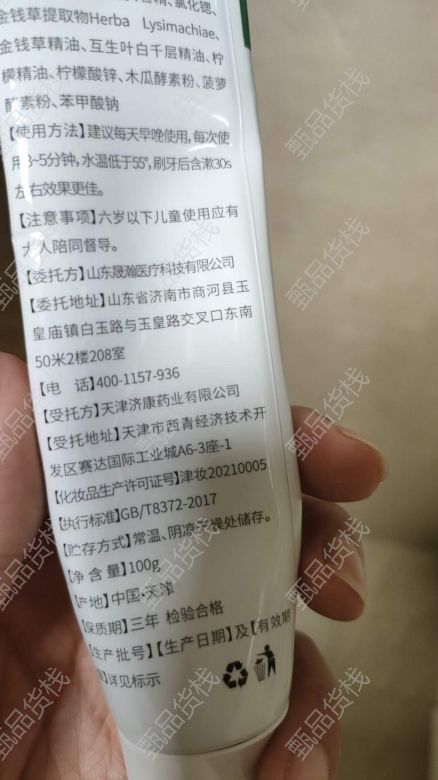 氯化锶、
金钱草提取物Herba Lysimachiae、
金钱草精油、互生叶白千层精油、柠
檬精油、柠檬酸锌、木瓜酵素粉、菠萝
酵素粉、苯甲酸钠
【使用方法】建议每天早晚使用,每次使
用3~5分钟,水温低于55°,刷牙后含漱30s
左右效果更佳。
【注意事项】六岁以下儿童使用应有
大人陪同督导。
【委托方】山东晟瀚医疗科技有限公司
【委托地址】山东省济南市商河县玉
皇庙镇白玉路与玉皇路交叉口东南
50米2楼208室
【电 话】400-1157-936
【受托方】天津济康药业有限公司
【受托地址】天津市西青经济技术开
发区赛达国际工业城A6-3座-1
【化妆品生产许可证号】津妆20210005
【执行标准】GB/T8372-2017
【贮存方式】常温、阴凉干燥处储存。
【净含量】100g
【产地】中国·天津
【保质期】三年 检验合格
【生产批号】【生产日期】及【有效期
】详见标示
甄品货栈